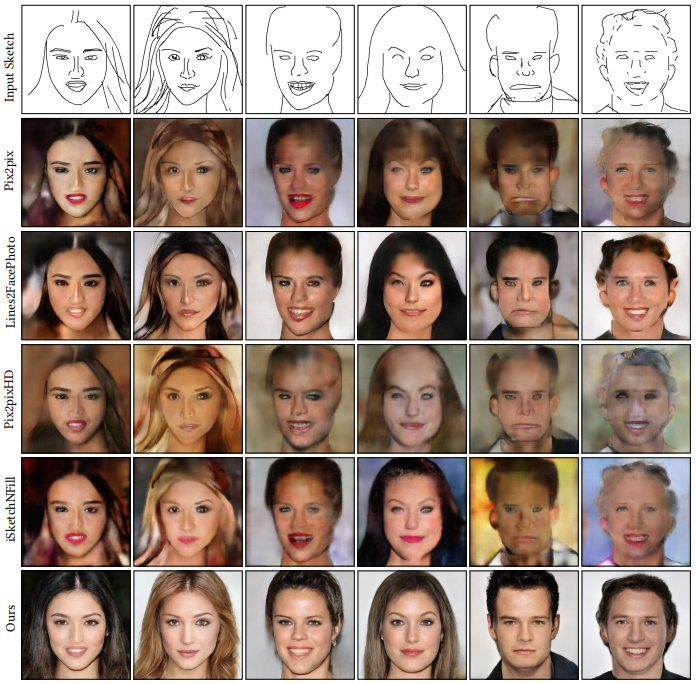 Input Sketch
Pix2pix
Lines2FacePhoto
Pix2pixHD
iSketchNFill
Ours